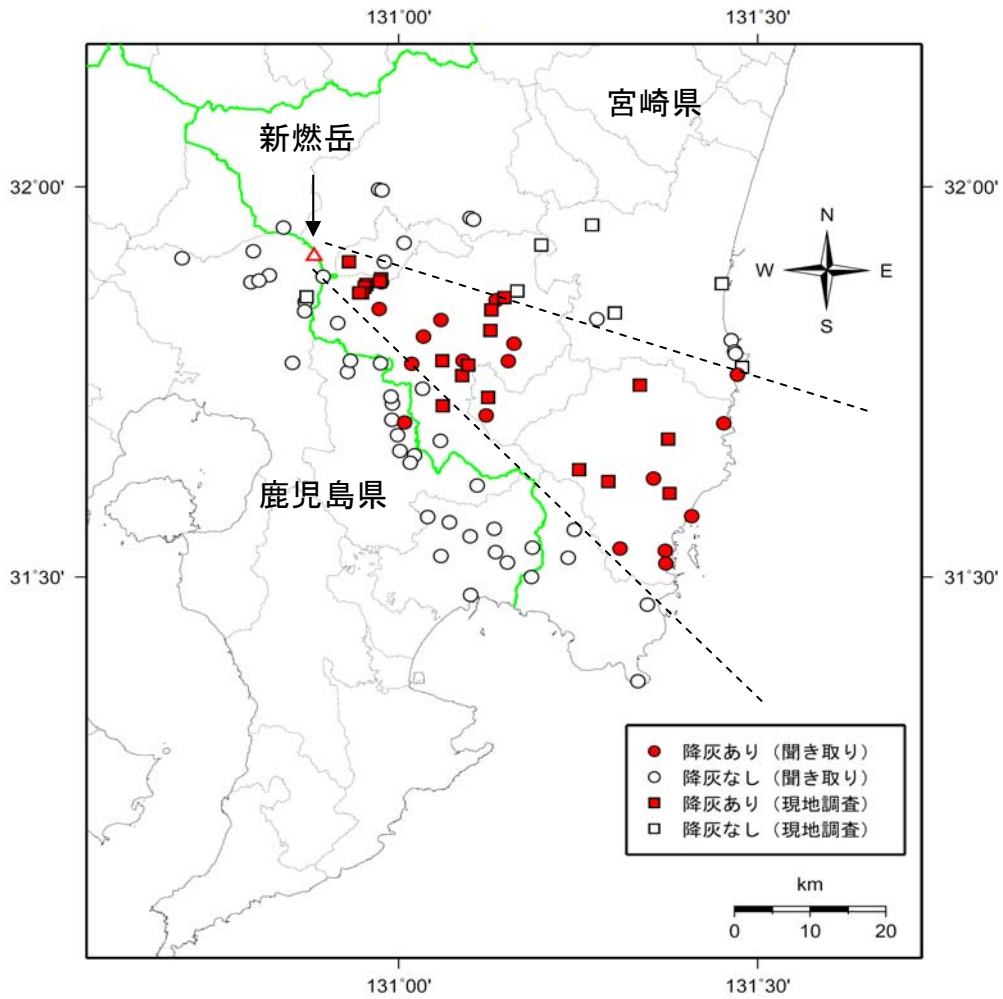 131°00'
131°30'
宮崎県
新燃岳
32°00'
32°00'
N
W
E
S
鹿児島県
31°30'
31°30'
降灰あり（聞き取り）
降灰なし（聞き取り）
降灰あり（現地調査）
降灰なし（現地調査）
km
0 10 20
131°00'
131°30'